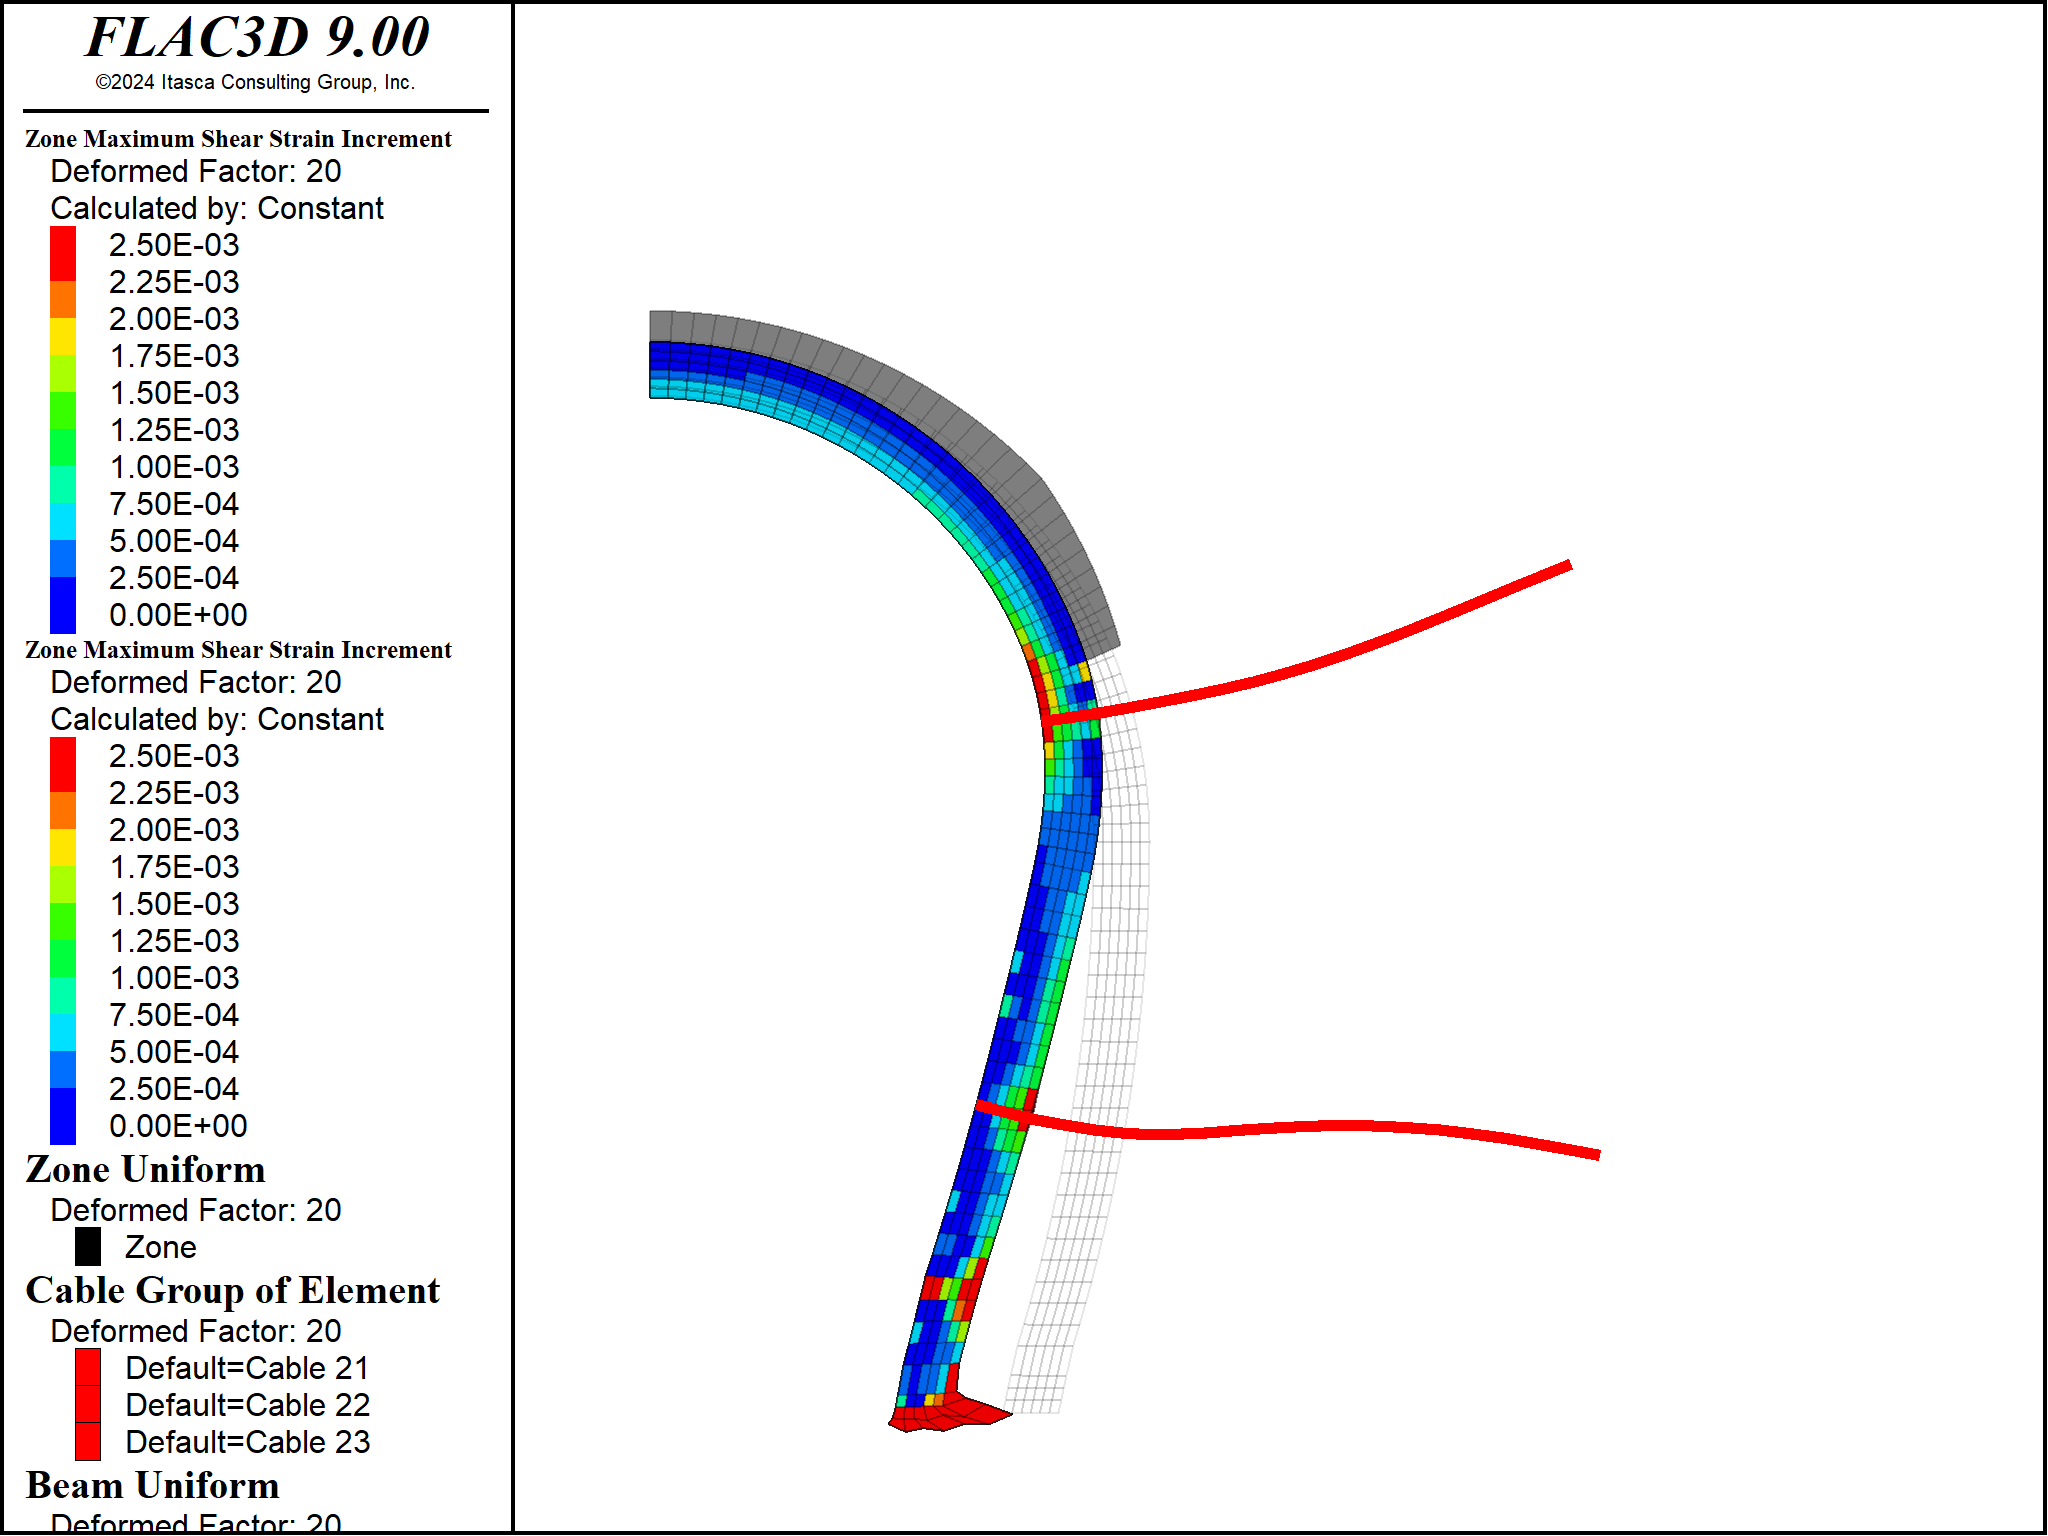 FLAC3D 9.00
©2024 Itasca Consulting Group, Inc.
Zone Maximum Shear Strain Increment
Deformed Factor: 20
Calculated by: Constant
2.50E-03
2.25E-03
2.00E-03
1.75E-03
1.50E-03
1.25E-03
1.00E-03
7.50E-04
5.00E-04
2.50E-04
0.00E+00
Zone Maximum Shear Strain Increment
Deformed Factor: 20
Calculated by: Constant
2.50E-03
2.25E-03
2.00E-03
1.75E-03
1.50E-03
1.25E-03
1.00E-03
7.50E-04
5.00E-04
2.50E-04
0.00E+00
Zone Uniform
Deformed Factor: 20
Zone
Cable Group of Element
Deformed Factor: 20
Default=Cable 21
Default=Cable 22
Default=Cable 23
Beam Uniform
Deformed Factor: 20